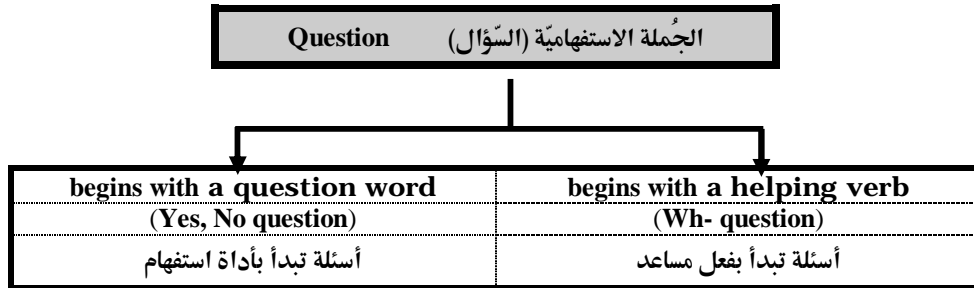 Question الجُملة الاستفهاميّة (السّؤال)
begins with a question word
begins with a helping verb
(Yes, No question)
(Wh- question)
أسئلة تبدأ بأداة استفهام
أسئلة تبدأ بفعل مساعد